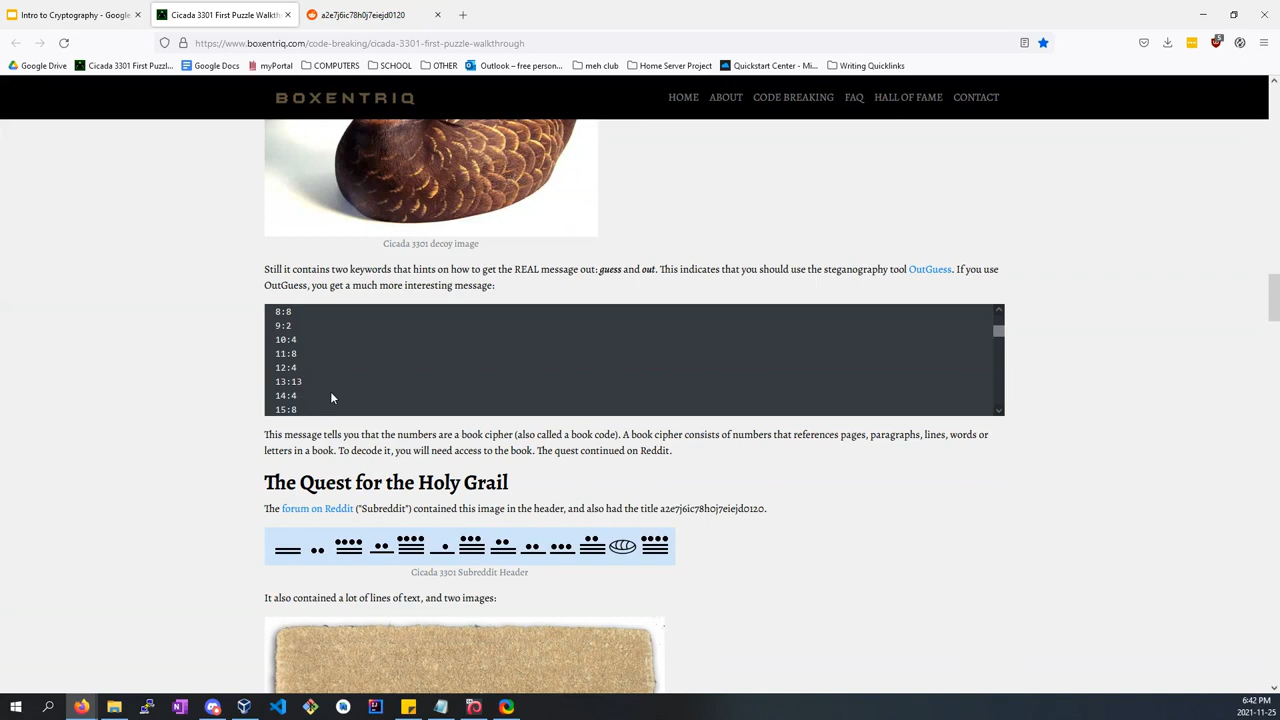 Intro to Cryptography - Google
Cicada 3301 First Puzzle Walkth
a2e7j6ic78h0j7eiejd0120
https://www.boxentriq.com/code-breaking/cicada-3301-first-puzzle-walkthrough
5
Google Drive
Cicada 3301 First Puzzl...
Google Docs
myPortal
COMPUTERS
SCHOOL
OTHER
Outlook – free person...
meh club
Home Server Project
Quickstart Center - Mi...
Writing Quicklinks
BOXENTRIQ
HOME
ABOUT
CODE BREAKING
FAQ
HALL OF FAME
CONTACT
Cicada 3301 decoy image
Still it contains two keywords that hints on how to get the REAL message out: guess and out. This indicates that you should use the steganography tool OutGuess. If you use
OutGuess, you get a much more interesting message:
8:8
9:2
10:4
11:8
12:4
13:13
14:4
15:8
This message tells you that the numbers are a book cipher (also called a book code). A book cipher consists of numbers that references pages, paragraphs, lines, words or
letters in a book. To decode it, you will need access to the book. The quest continued on Reddit.
The Quest for the Holy Grail
The forum on Reddit ("Subreddit") contained this image in the header, and also had the title a2e7j6ic78h0j7eiejd0120.
Cicada 3301 Subreddit Header
It also contained a lot of lines of text, and two images:
6:42 PM
2021-11-25